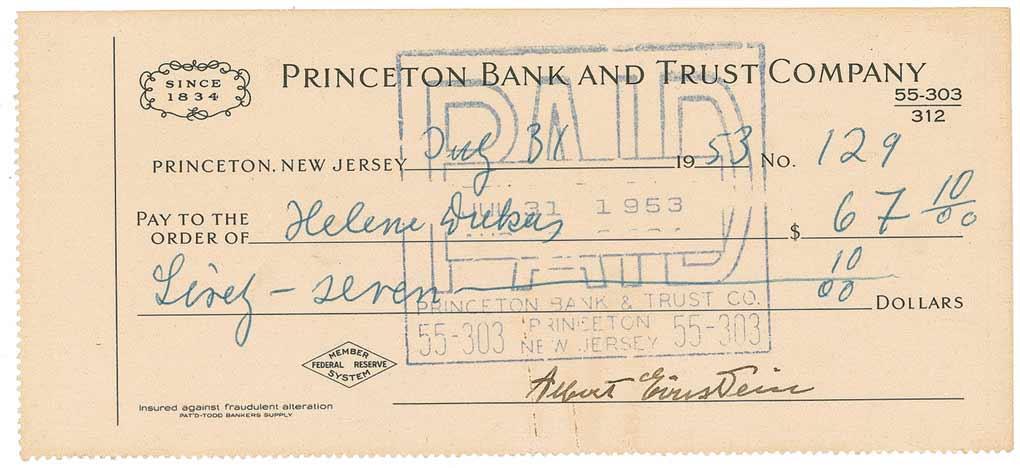 SINCE
1834
PRINCETON BANK AND TRUST COMPANY
55-303
312
PRINCETON, NEW JERSEY July 31 1953 No. 129
PAY TO THE
ORDER OF Helene Dukas $ 67 10/00
Sixty-seven 10/00 DOLLARS
PAID
JUL 31 1953
PAID
PRINCETON BANK & TRUST CO.
55-303 PRINCETON 55-303
NEW JERSEY
MEMBER
FEDERAL RESERVE
SYSTEM
Albert Einstein
Insured against fraudulent alteration
PAT'D-TODD BANKERS SUPPLY